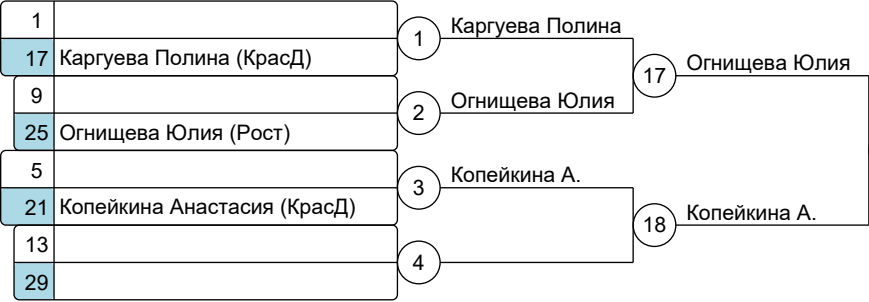 1
17 Каргуева Полина (КрасД)
9
25 Огнищева Юлия (Рост)
5
21 Копейкина Анастасия (КрасД)
13
29
1 Каргуева Полина
2 Огнищева Юлия
3 Копейкина А.
4
17 Огнищева Юлия
18 Копейкина А.